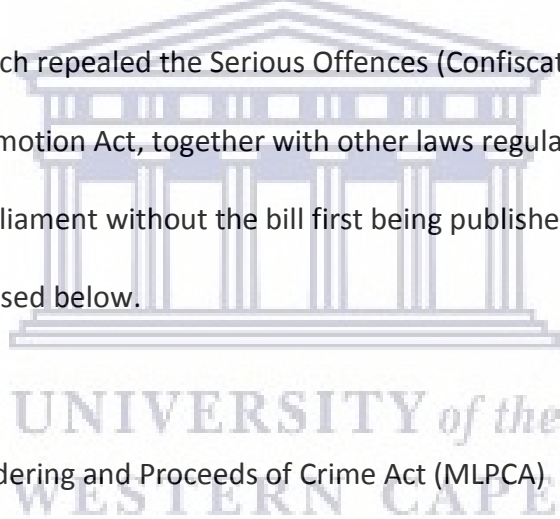 ch repealed the Serious Offences (Confiscat
motion Act, together with other laws regula
liament without the bill first being publishe
sed below.
UNIVERSITY of the
dering and Proceeds of Crime Act (MLPCA)
WESTERN CAPE